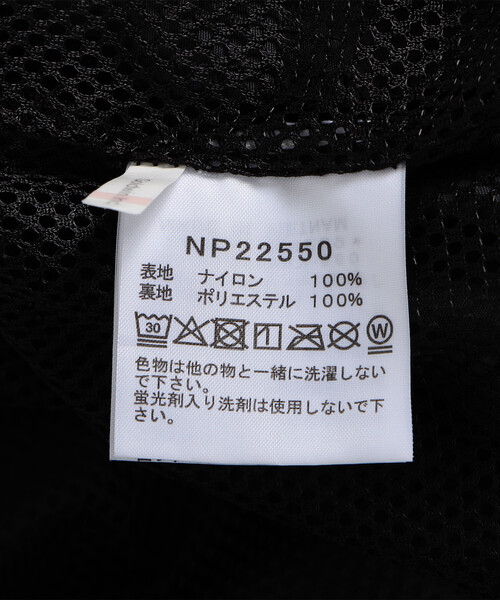 NP22550
表地 ナイロン 100%
裏地 ポリエステル 100%
30 W
色物は他の物と一緒に洗濯しない
で下さい。
蛍光剤入り洗剤は使用しないで下
さい。